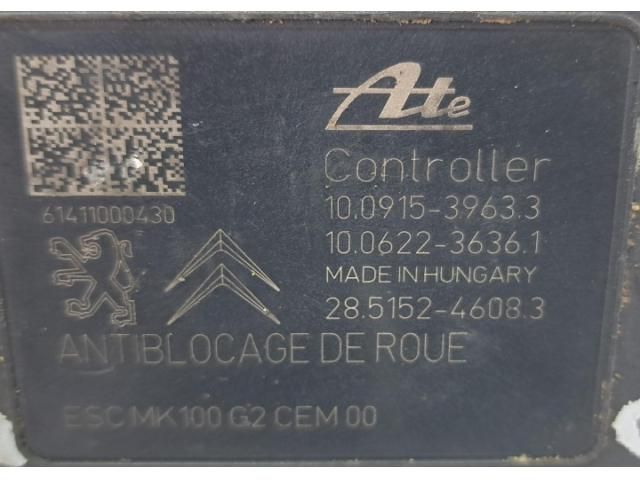 Ate
Controller
61411000430
10.0915-3963.3
10.0622-3636.1
MADE IN HUNGARY
28.5152-4608.3
ANTIBLOCAGE DE ROUE
ESC MK100 G2 CEM 00